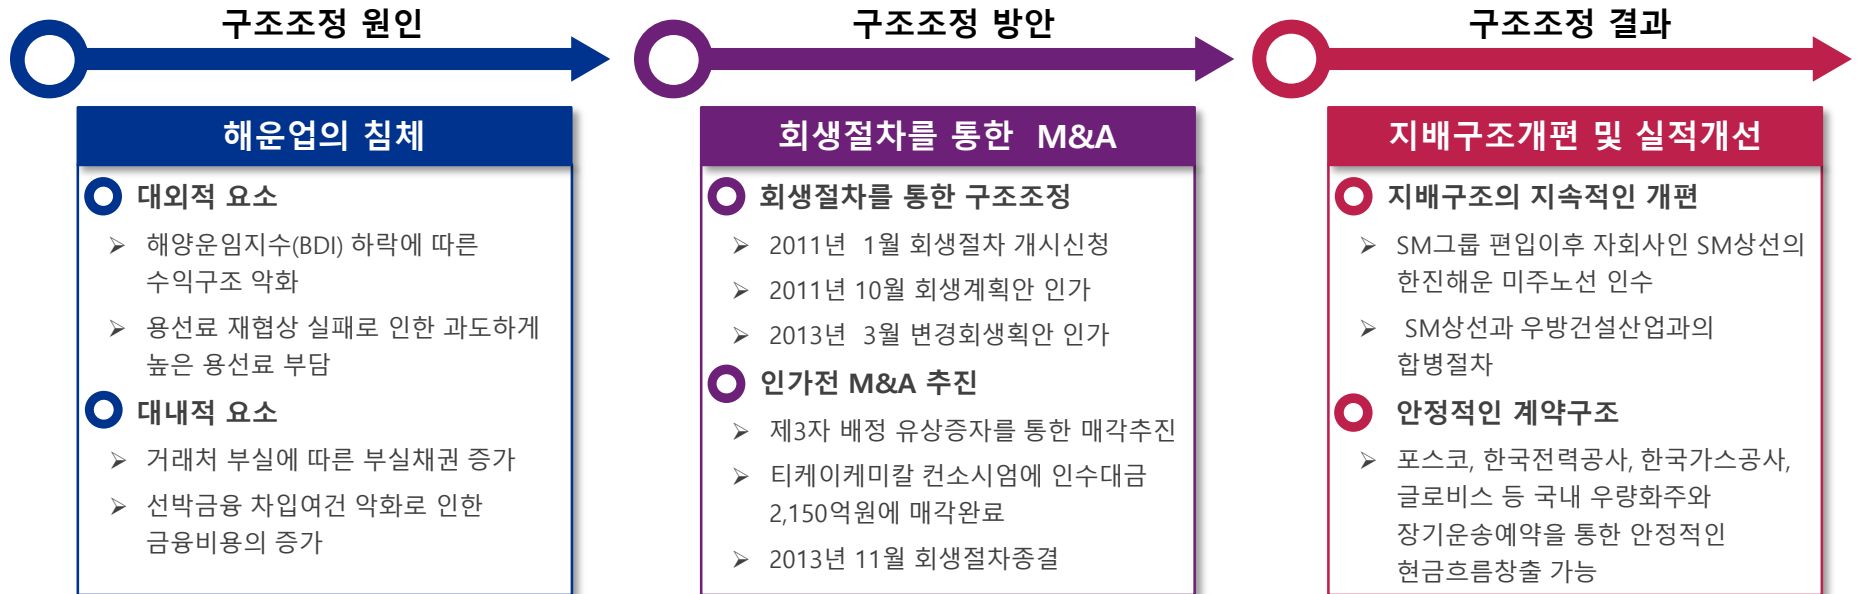 구조조정 원인
해운업의 침체
대외적 요소
해양운임지수(BDI) 하락에 따른
수익구조 악화
용선료 재협상 실패로 인한 과도하게
높은 용선료 부담
대내적 요소
거래처 부실에 따른 부실채권 증가
선박금융 차입여건 악화로 인한
금융비용의 증가
구조조정 방안
회생절차를 통한 M&A
회생절차를 통한 구조조정
2011년 1월 회생절차 개시신청
2011년 10월 회생계획안 인가
2013년 3월 변경회생획안 인가
인가전 M&A 추진
제3자 배정 유상증자를 통한 매각추진
티케이케미칼 컨소시엄에 인수대금
2,150억원에 매각완료
2013년 11월 회생절차종결
구조조정 결과
지배구조개편 및 실적개선
지배구조의 지속적인 개편
SM그룹 편입이후 자회사인 SM상선의
한진해운 미주노선 인수
SM상선과 우방건설산업과의
합병절차
안정적인 계약구조
포스코, 한국전력공사, 한국가스공사,
글로비스 등 국내 우량화주와
장기운송예약을 통한 안정적인
현금흐름창출 가능